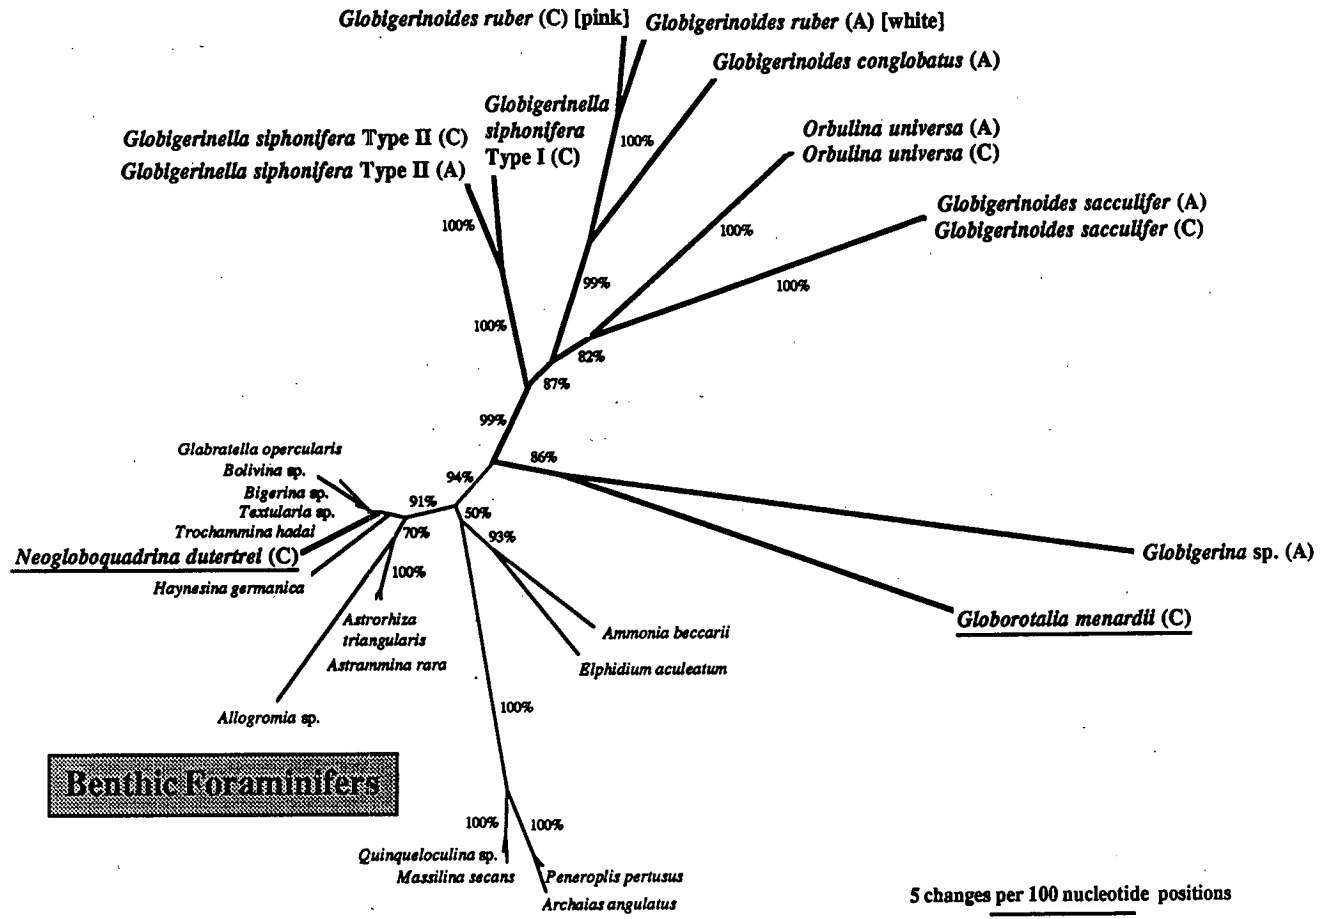 Globigerinoides ruber (C) [pink]
Globigerinoides ruber (A) [white]
Globigerinoides conglobatus (A)
Globigerinella
siphonifera
Type I (C)
Globigerinella siphonifera Type II (C)
Globigerinella siphonifera Type II (A)
Orbulina universa (A)
Orbulina universa (C)
Globigerinoides sacculifer (A)
Globigerinoides sacculifer (C)
100%
100%
100%
99%
100%
100%
82%
87%
99%
86%
94%
91%
50%
70%
93%
100%
Glabratella opercularis
Bolivina sp.
Bigerina sp.
Textularia sp.
Trochammina hadai
Neogloboquadrina dutertrei (C)
Haynesina germanica
Globigerina sp. (A)
Globorotalia menardii (C)
Astrorhiza
triangularis
Astrammina rara
Ammonia beccarii
Elphidium aculeatum
Allogromia sp.
100%
Benthic Foraminifers
100%
100%
Quinqueloculina sp.
Massilina secans
Peneroplis pertusus
Archaias angulatus
5 changes per 100 nucleotide positions